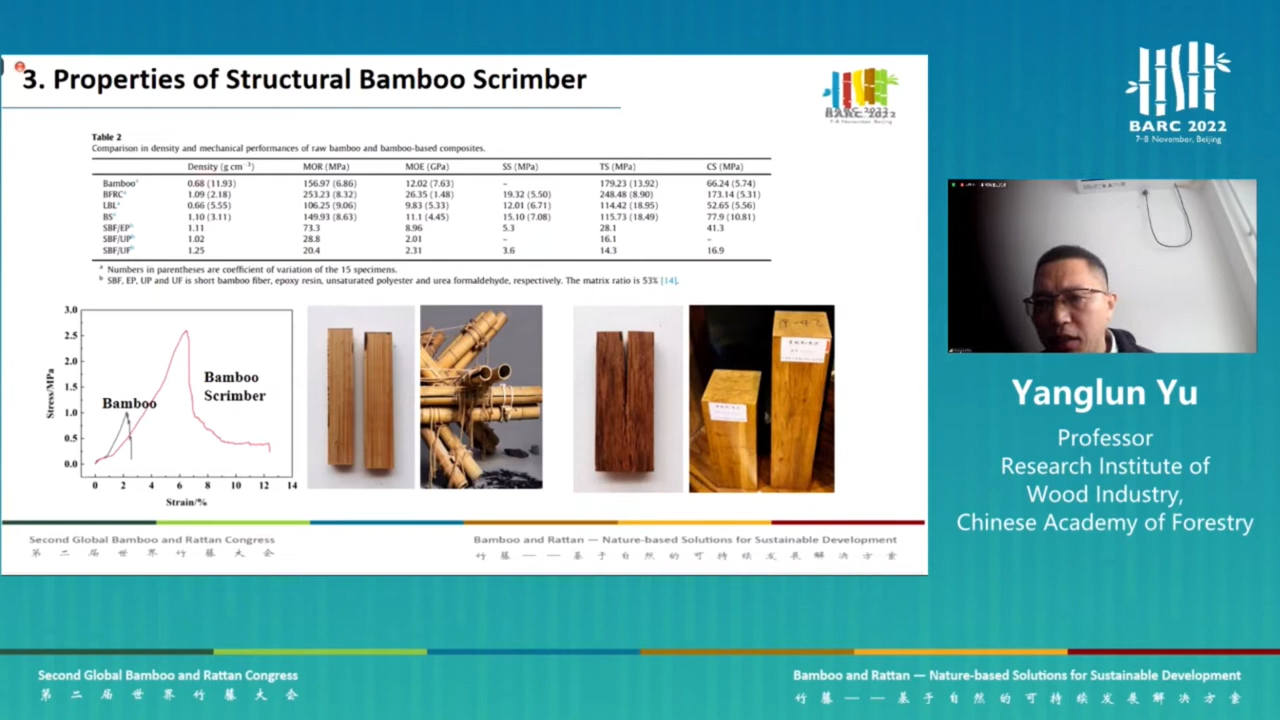 3. Properties of Structural Bamboo Scrimber
BARC 2022
7-8 November, Beijing
Table 2
Comparison in density and mechanical performances of raw bamboo and bamboo-based composites.
Density (g cm ⁻³) MOR (MPa) MOE (GPa) SS (MPa) TS (MPa) CS (MPa)
Bambooᵃ 0.68 (11.93) 156.97 (6.86) 12.02 (7.63) – 179.23 (13.92) 66.24 (5.74)
BFRCᵃ 1.09 (2.18) 253.23 (8.32) 26.35 (1.48) 19.32 (5.50) 248.48 (8.90) 173.14 (5.31)
LBLᵃ 0.66 (5.55) 106.25 (9.06) 9.83 (5.33) 12.01 (6.71) 114.42 (18.95) 52.65 (5.56)
BSᵃ 1.10 (3.11) 149.93 (8.63) 11.1 (4.45) 15.10 (7.08) 115.73 (18.49) 77.9 (10.81)
SBF/EPᵇ 1.11 73.3 8.96 5.3 28.1 41.3
SBF/UPᵇ 1.02 28.8 2.01 – 16.1 –
SBF/UFᵇ 1.25 20.4 2.31 3.6 14.3 16.9
ᵃ Numbers in parentheses are coefficient of variation of the 15 specimens.
ᵇ SBF, EP, UP and UF is short bamboo fiber, epoxy resin, unsaturated polyester and urea formaldehyde, respectively. The matrix ratio is 53% [14].
Stress/MPa
3.0
2.5
2.0
1.5
1.0
0.5
0.0
Bamboo
Bamboo
Scrimber
0 2 4 6 8 10 12 14
Strain/%
Second Global Bamboo and Rattan Congress
第二届世界竹藤大会
Bamboo and Rattan — Nature-based Solutions for Sustainable Development
竹藤——基于自然的可持续发展解决方案
BARC 2022
7-8 November, Beijing
Yanglun Yu
Professor
Research Institute of
Wood Industry,
Chinese Academy of Forestry
Second Global Bamboo and Rattan Congress
第二届世界竹藤大会
Bamboo and Rattan — Nature-based Solutions for Sustainable Development
竹藤——基于自然的可持续发展解决方案